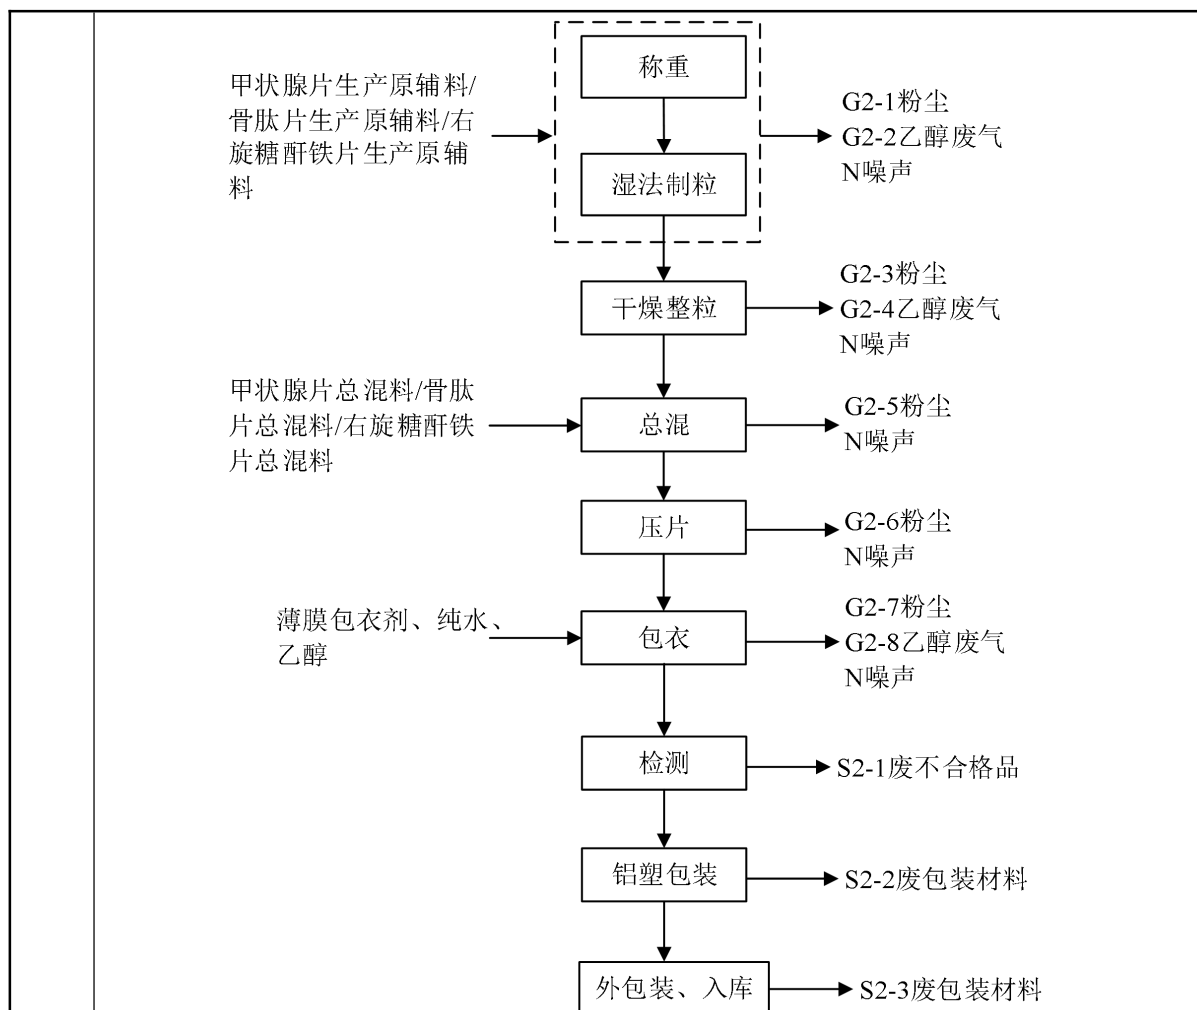 称重
甲状腺片生产原辅料/
骨肽片生产原辅料/右
旋糖酐铁片生产原辅
料
G2-1粉尘
G2-2乙醇废气
N噪声
湿法制粒
干燥整粒
G2-3粉尘
G2-4乙醇废气
N噪声
甲状腺片总混料/骨肽
片总混料/右旋糖酐铁
片总混料
总混
G2-5粉尘
N噪声
压片
G2-6粉尘
N噪声
薄膜包衣剂、纯水、
乙醇
包衣
G2-7粉尘
G2-8乙醇废气
N噪声
检测
S2-1废不合格品
铝塑包装
S2-2废包装材料
外包装、入库
S2-3废包装材料